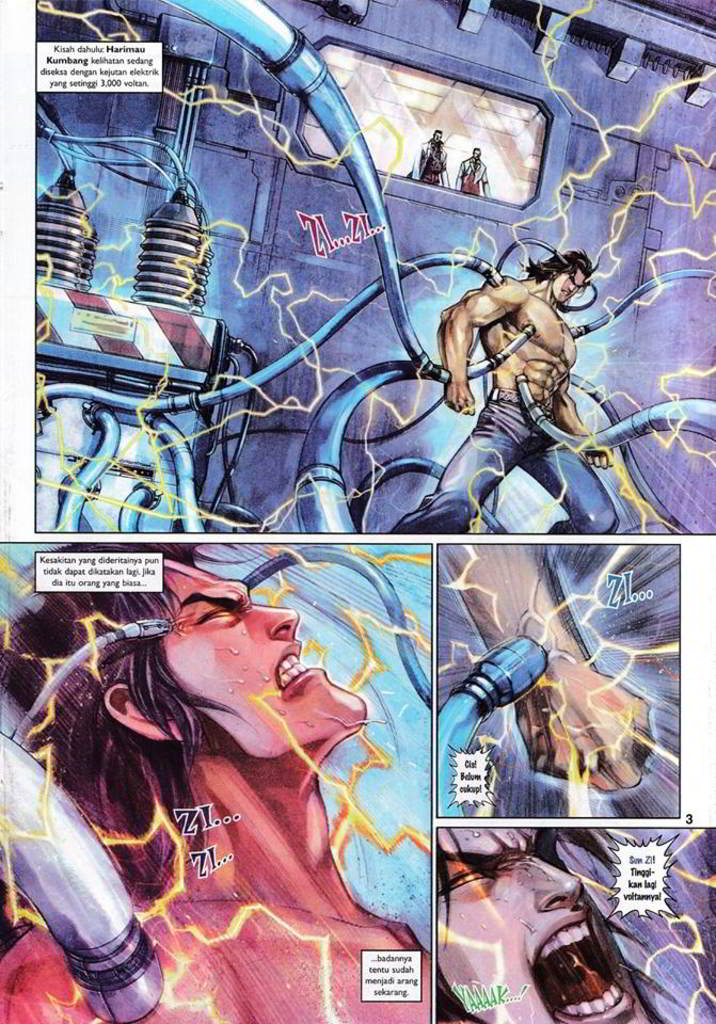 Kisah dahulu: Harimau
Kumbang kelihatan sedang
diseksa dengan kejutan elektrik
yang setinggi 3,000 voltan.
ZI...ZI...
Kesakitan yang dideritainya pun
tidak dapat dikatakan lagi. Jika
dia itu orang yang biasa...
ZI...
ZI...
...badannya
tentu sudah
menjadi arang
sekarang.
ZI...
Cis!
Belum
cukup!
3
Sun Zi!
Tinggi-
kan lagi
voltannya!
YAAAAK...!